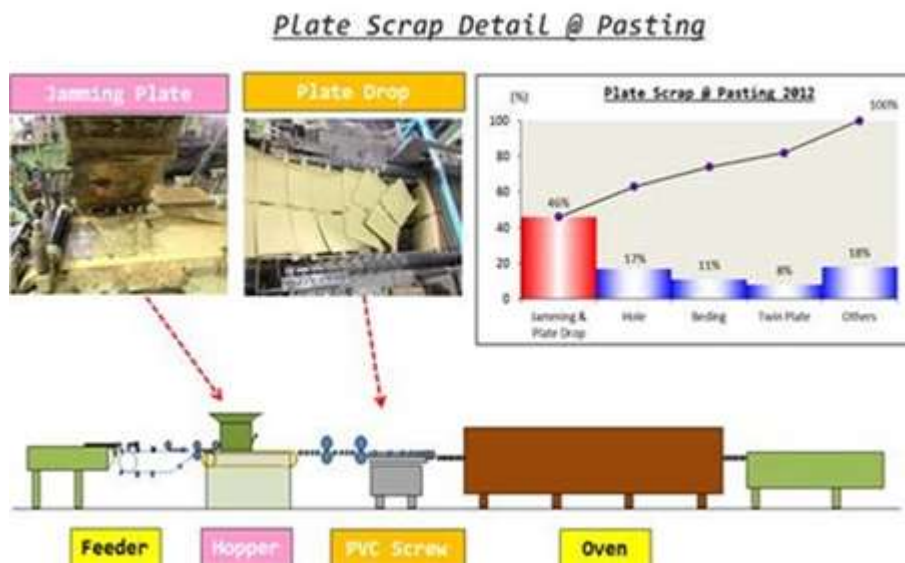 Plate Scrap Detail @ Pasting
Jamming Plate
Plate Drop
Plate Scrap @ Pasting 2012
(%)
100
80
60
40
20
0
100%
46%
17%
11%
8%
18%
Jamming &
Plate Drop
Hole
Beding
Twin Plate
Others
Feeder
Hopper
PVC Screw
Oven